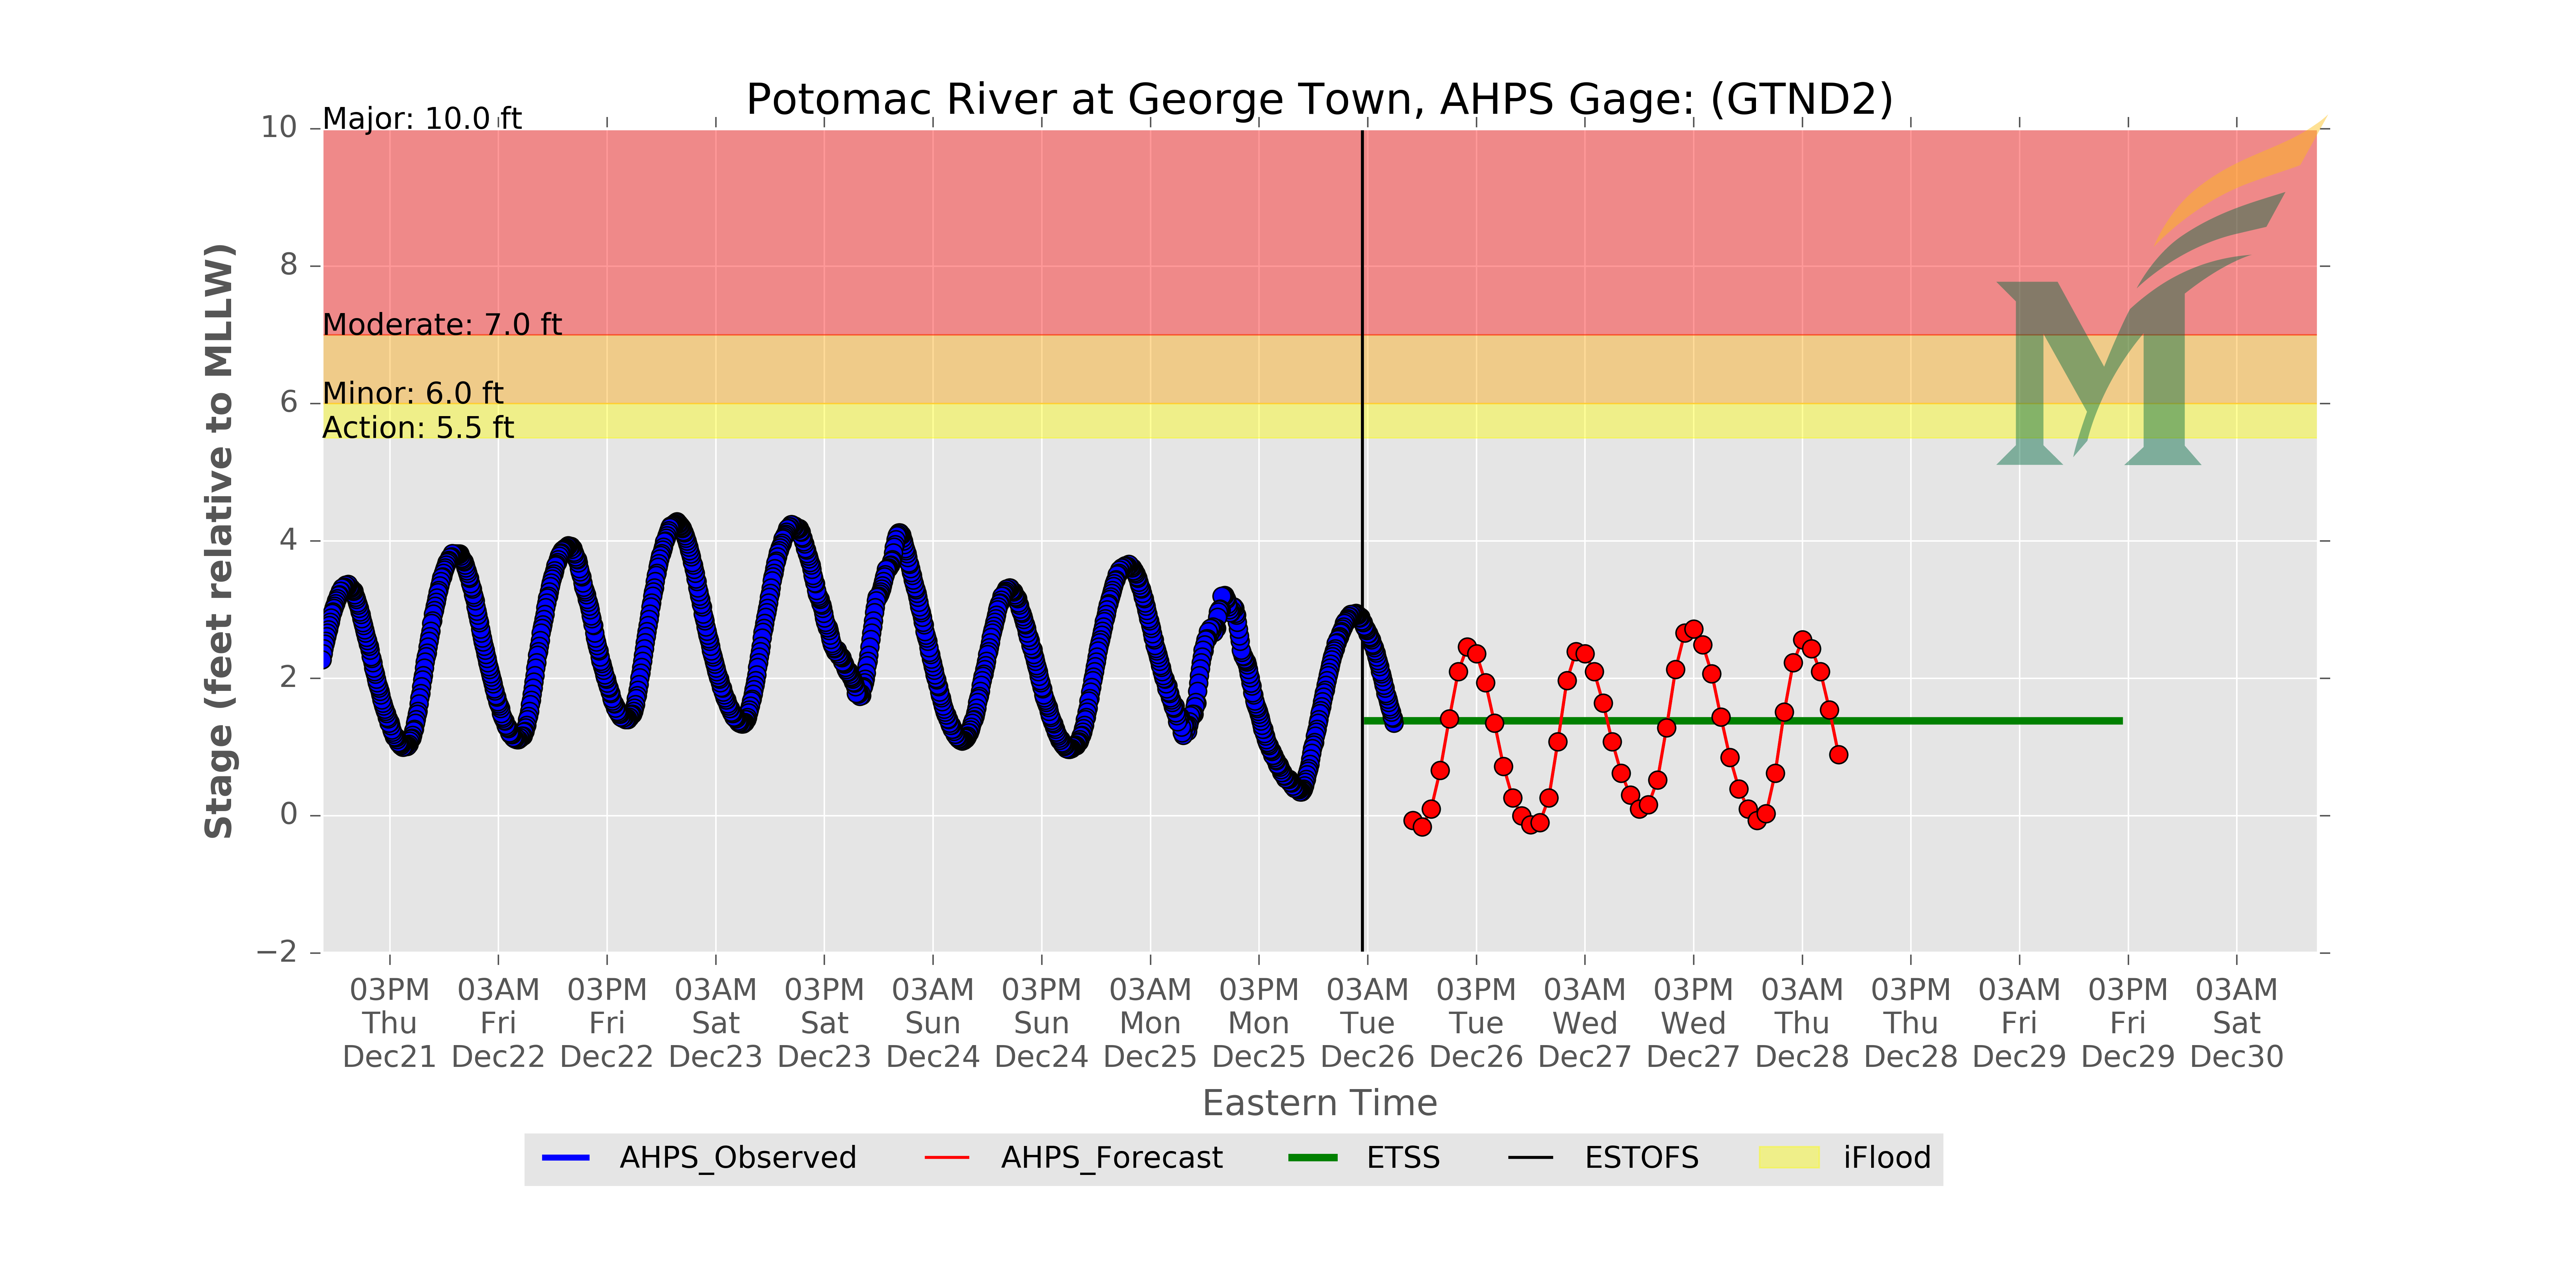 Potomac River at George Town, AHPS Gage: (GTND2)
Major: 10.0 ft
Moderate: 7.0 ft
Minor: 6.0 ft
Action: 5.5 ft
10
8
6
4
2
0
−2
Stage (feet relative to MLLW)
03PM 03AM 03PM 03AM 03PM 03AM 03PM 03AM 03PM 03AM 03PM 03AM 03PM 03AM 03PM 03AM 03PM 03AM
Thu Fri Fri Sat Sat Sun Sun Mon Mon Tue Tue Wed Wed Thu Thu Fri Fri Sat
Dec21 Dec22 Dec22 Dec23 Dec23 Dec24 Dec24 Dec25 Dec25 Dec26 Dec26 Dec27 Dec27 Dec28 Dec28 Dec29 Dec29 Dec30
Eastern Time
AHPS_Observed AHPS_Forecast ETSS ESTOFS iFlood
M